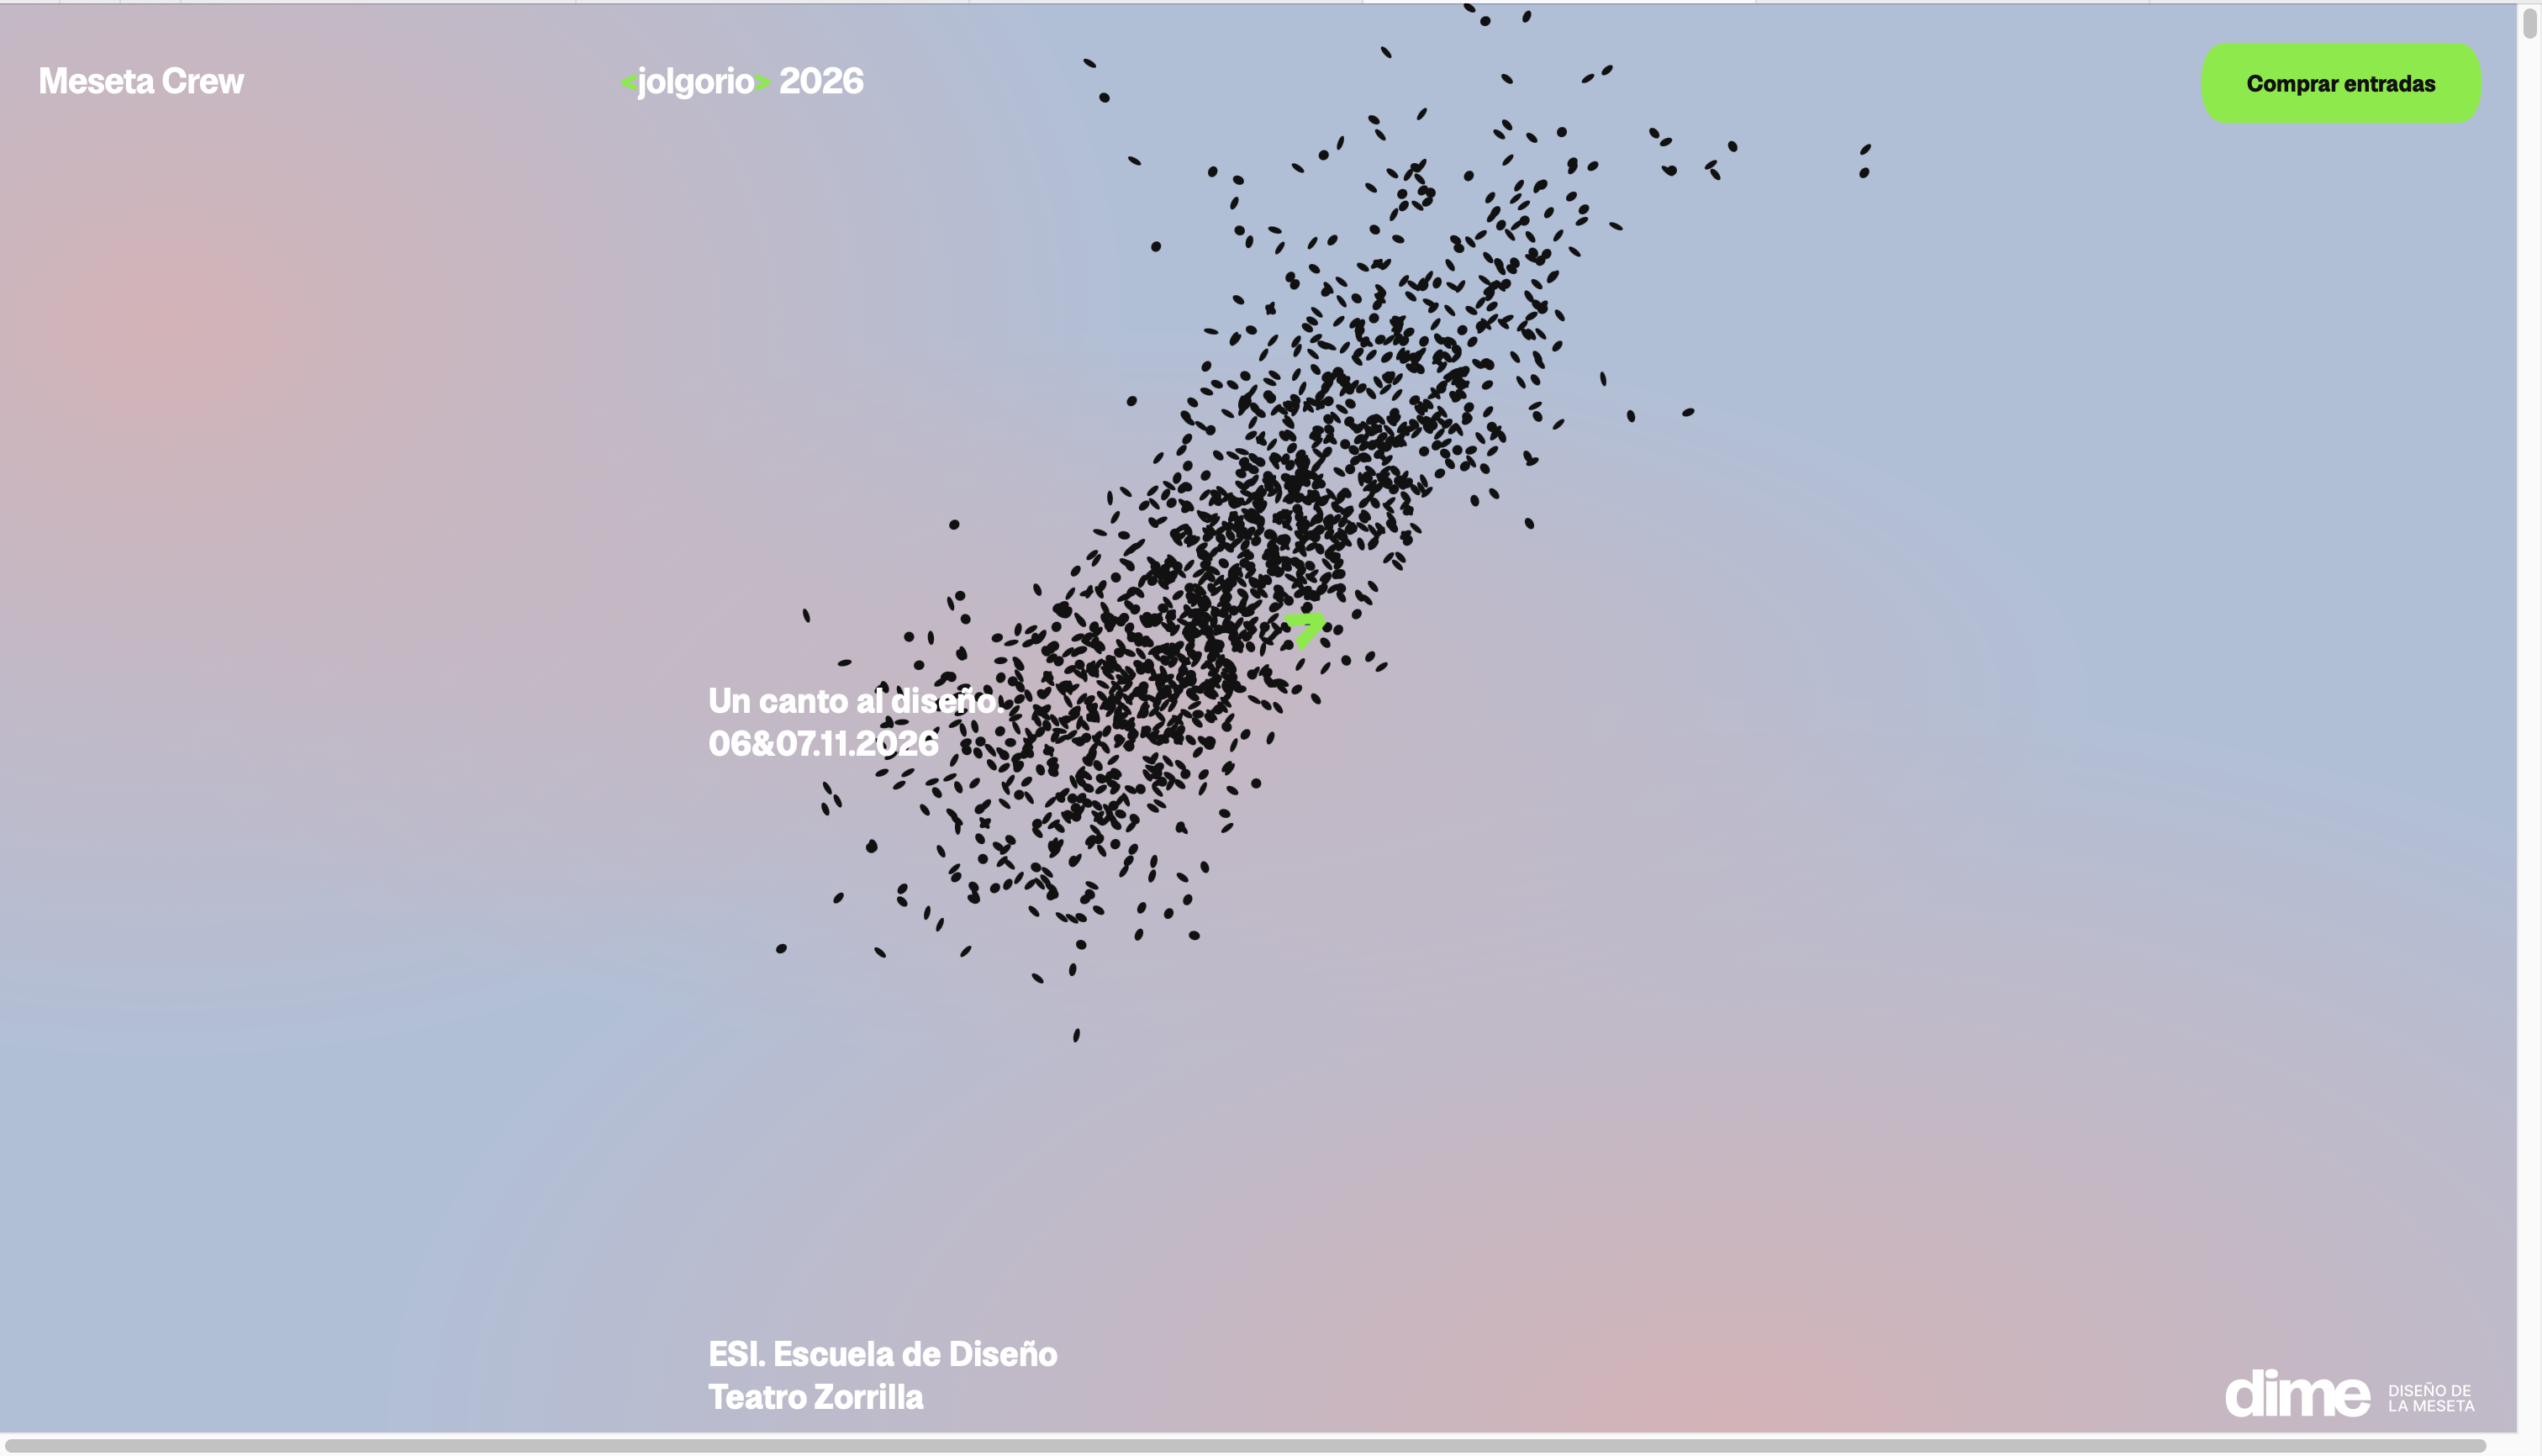 Meseta Crew
<jolgorio> 2026
Comprar entradas
Un canto al diseño.
06&07.11.2026
ESI. Escuela de Diseño
Teatro Zorrilla
dime
DISEÑO DE
LA MESETA